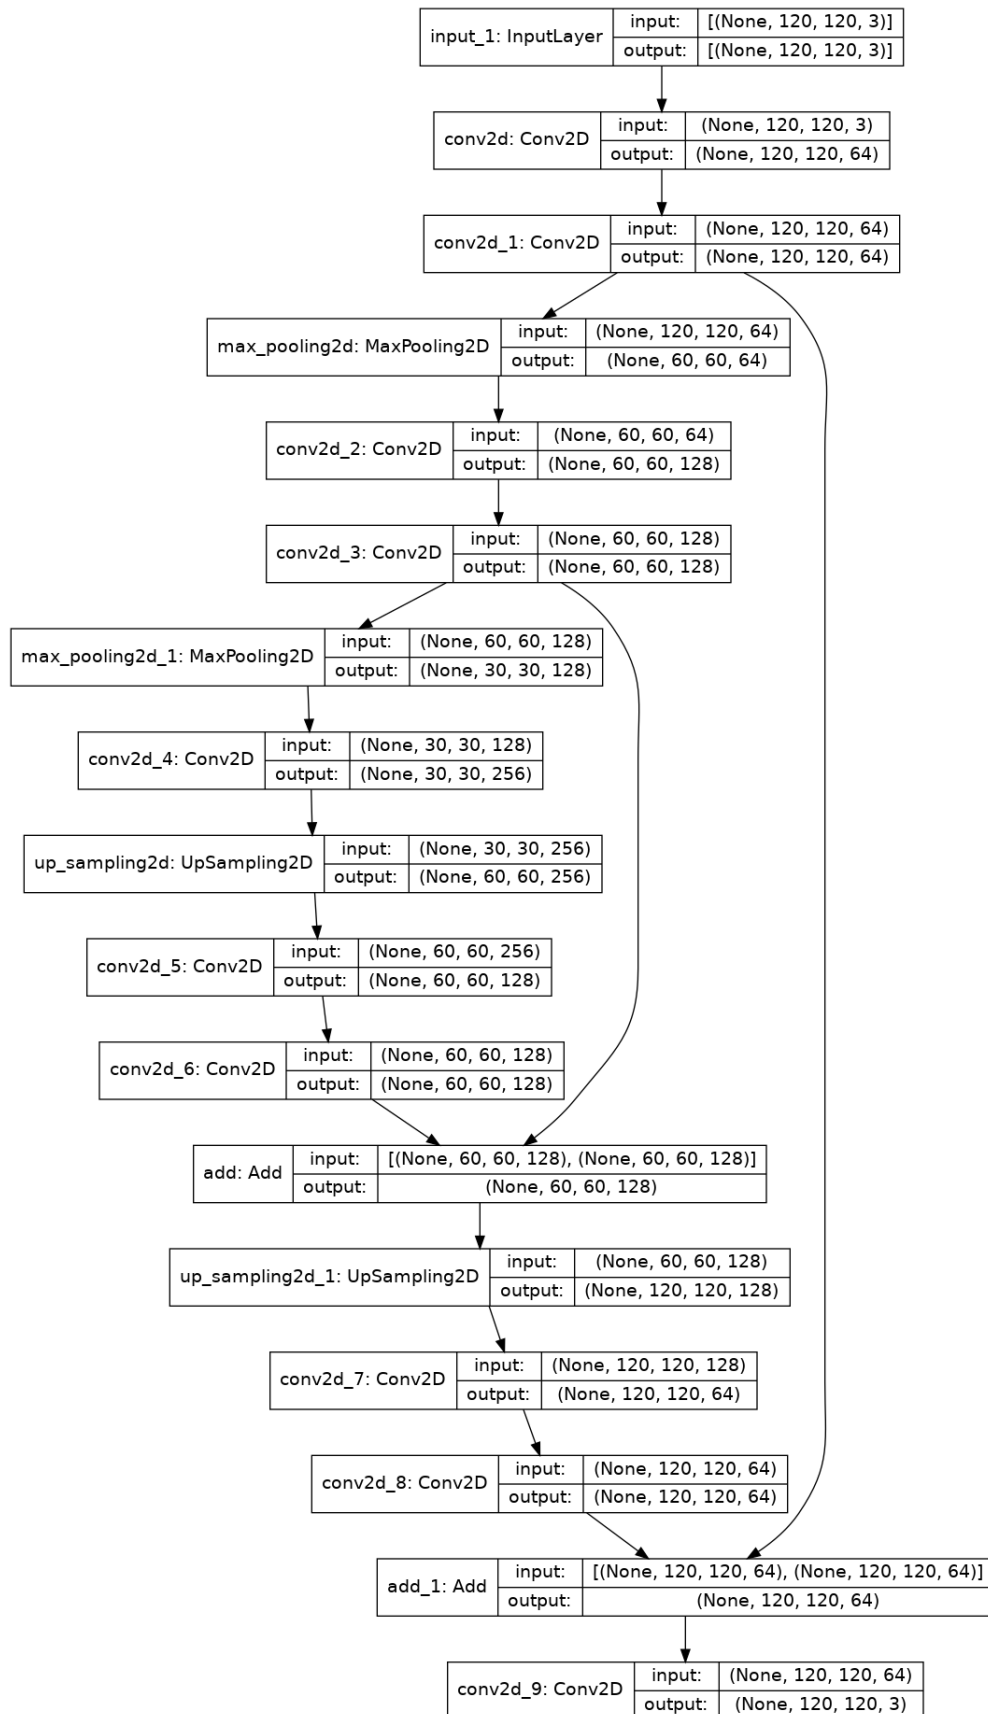 input_1: InputLayer input: [(None, 120, 120, 3)]
output: [(None, 120, 120, 3)]
conv2d: Conv2D input: (None, 120, 120, 3)
output: (None, 120, 120, 64)
conv2d_1: Conv2D input: (None, 120, 120, 64)
output: (None, 120, 120, 64)
max_pooling2d: MaxPooling2D input: (None, 120, 120, 64)
output: (None, 60, 60, 64)
conv2d_2: Conv2D input: (None, 60, 60, 64)
output: (None, 60, 60, 128)
conv2d_3: Conv2D input: (None, 60, 60, 128)
output: (None, 60, 60, 128)
max_pooling2d_1: MaxPooling2D input: (None, 60, 60, 128)
output: (None, 30, 30, 128)
conv2d_4: Conv2D input: (None, 30, 30, 128)
output: (None, 30, 30, 256)
up_sampling2d: UpSampling2D input: (None, 30, 30, 256)
output: (None, 60, 60, 256)
conv2d_5: Conv2D input: (None, 60, 60, 256)
output: (None, 60, 60, 128)
conv2d_6: Conv2D input: (None, 60, 60, 128)
output: (None, 60, 60, 128)
add: Add input: [(None, 60, 60, 128), (None, 60, 60, 128)]
output: (None, 60, 60, 128)
up_sampling2d_1: UpSampling2D input: (None, 60, 60, 128)
output: (None, 120, 120, 128)
conv2d_7: Conv2D input: (None, 120, 120, 128)
output: (None, 120, 120, 64)
conv2d_8: Conv2D input: (None, 120, 120, 64)
output: (None, 120, 120, 64)
add_1: Add input: [(None, 120, 120, 64), (None, 120, 120, 64)]
output: (None, 120, 120, 64)
conv2d_9: Conv2D input: (None, 120, 120, 64)
output: (None, 120, 120, 3)